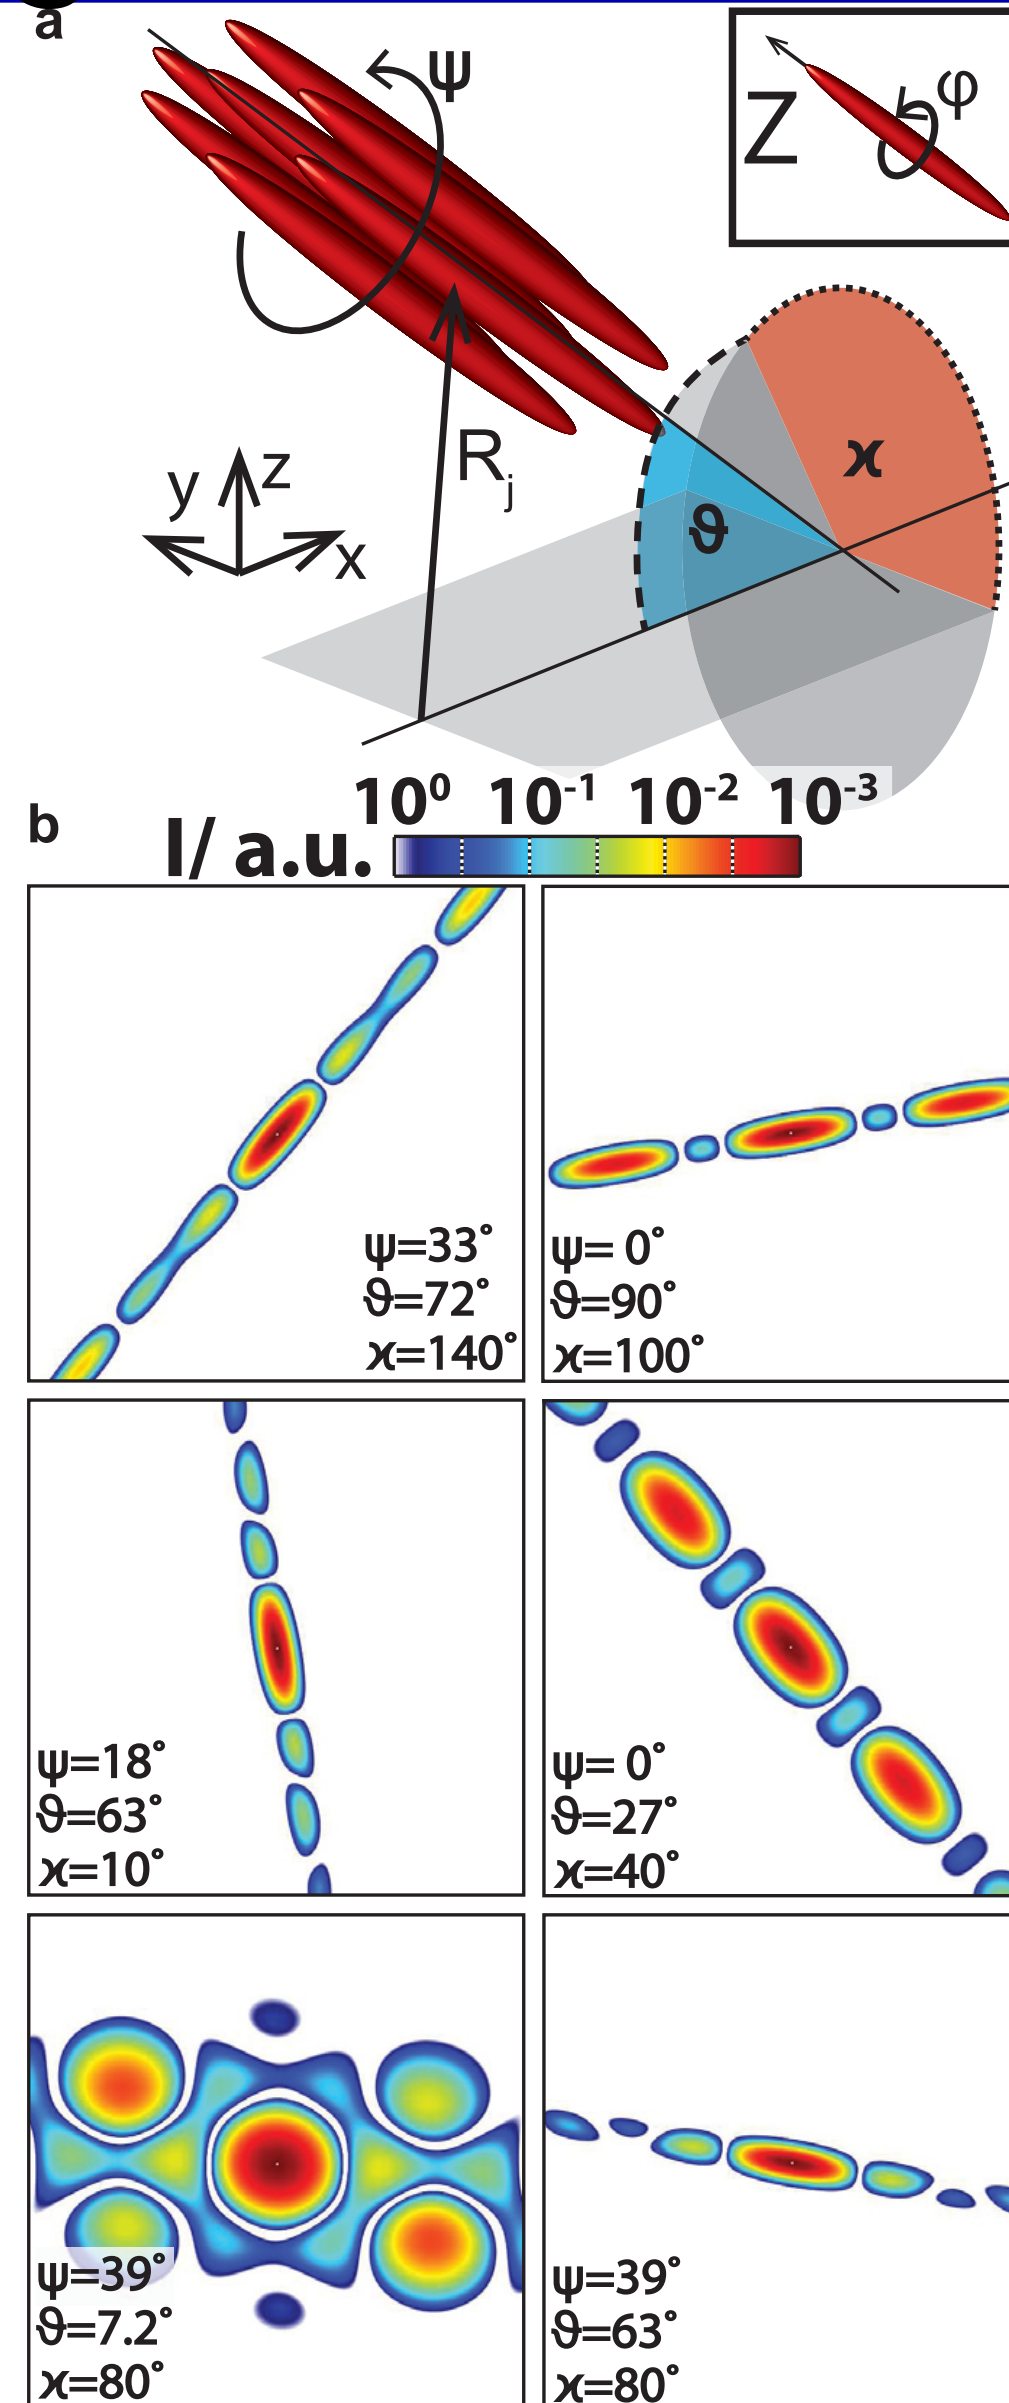 a
ψ
Z φ
R_j
y z x
ϑ
ϰ
10⁰ 10⁻¹ 10⁻² 10⁻³
b
I/ a.u.
ψ=33°
ϑ=72°
ϰ=140°
ψ= 0°
ϑ=90°
ϰ=100°
ψ=18°
ϑ=63°
ϰ=10°
ψ= 0°
ϑ=27°
ϰ=40°
ψ=39°
ϑ=7.2°
ϰ=80°
ψ=39°
ϑ=63°
ϰ=80°